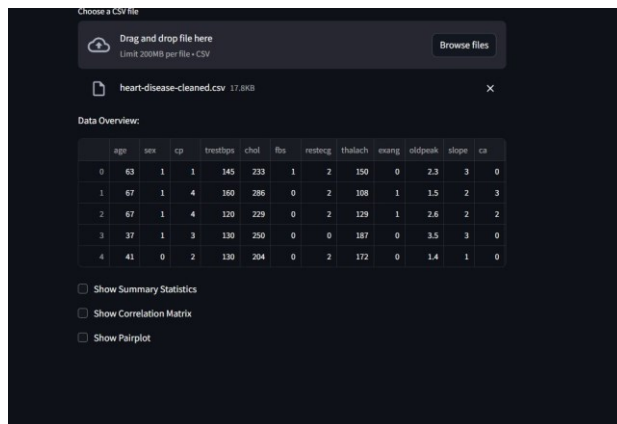 Choose a CSV file
Drag and drop file here
Limit 200MB per file • CSV
Browse files
heart-disease-cleaned.csv 17.8KB
Data Overview:
age sex cp trestbps chol fbs restecg thalach exang oldpeak slope ca
0 63 1 1 145 233 1 2 150 0 2.3 3 0
1 67 1 4 160 286 0 2 108 1 1.5 2 3
2 67 1 4 120 229 0 2 129 1 2.6 2 2
3 37 1 3 130 250 0 0 187 0 3.5 3 0
4 41 0 2 130 204 0 2 172 0 1.4 1 0
Show Summary Statistics
Show Correlation Matrix
Show Pairplot